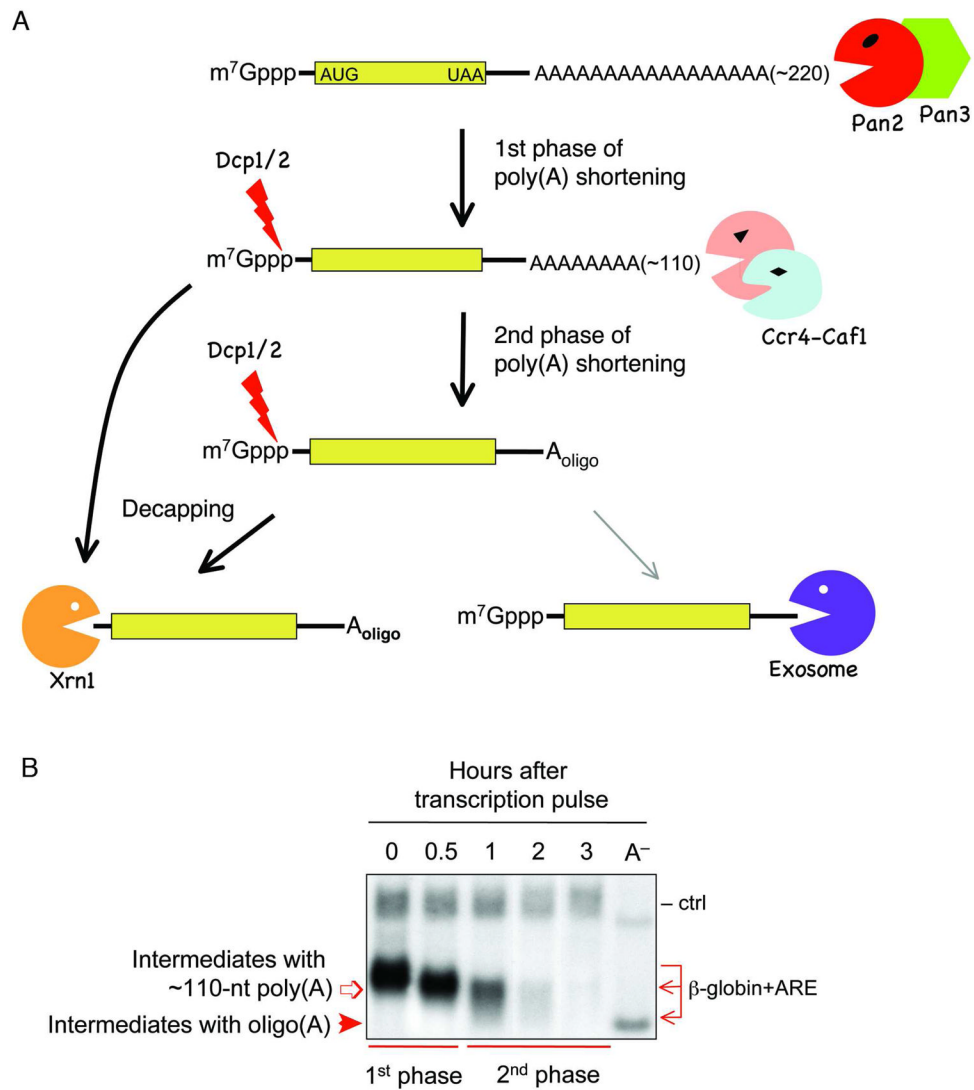 A
m⁷Gppp AUG UAA AAAAAAAAAAAAAAAAA(~220)
Pan2
Pan3
1st phase of
poly(A) shortening
Dcp1/2
m⁷Gppp AAAAAAAA(~110)
Ccr4-Caf1
2nd phase of
poly(A) shortening
Dcp1/2
m⁷Gppp Aoligo
Decapping
Aoligo
Xrn1
m⁷Gppp
Exosome
B
Hours after
transcription pulse
0 0.5 1 2 3 A⁻
– ctrl
Intermediates with
~110-nt poly(A)
β-globin+ARE
Intermediates with oligo(A)
1st phase 2nd phase